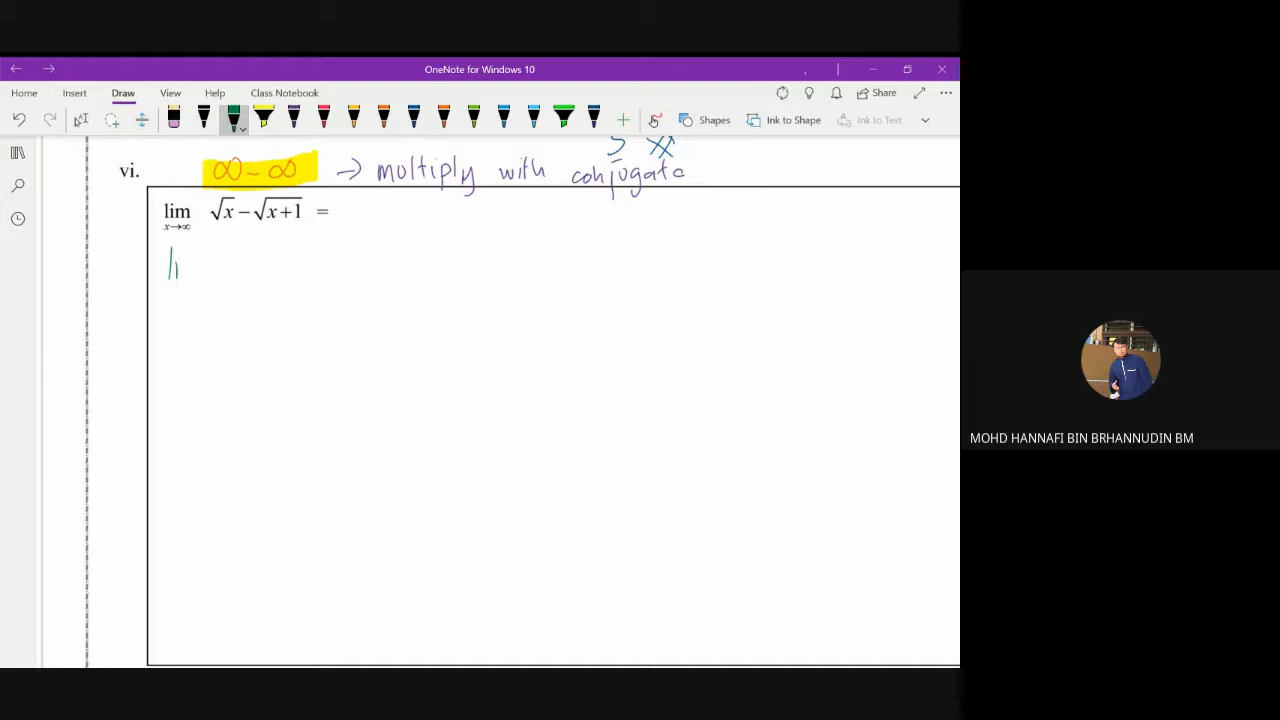 OneNote for Windows 10
Home Insert Draw View Help Class Notebook Share
Shapes Ink to Shape Ink to Text
vi. ∞ - ∞ → multiply with conjugate
lim x→∞ √x − √x+1 =
li
MOHD HANNAFI BIN BRHANNUDIN BM